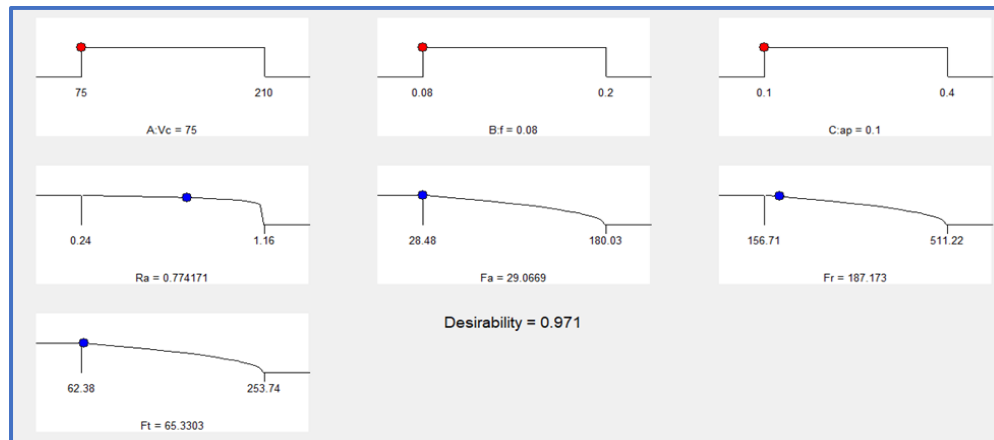 75 210
A:Vc = 75
0.08 0.2
B:f = 0.08
0.1 0.4
C:ap = 0.1
0.24 1.16
Ra = 0.774171
28.48 180.03
Fa = 29.0669
156.71 511.22
Fr = 187.173
62.38 253.74
Ft = 65.3303
Desirability = 0.971